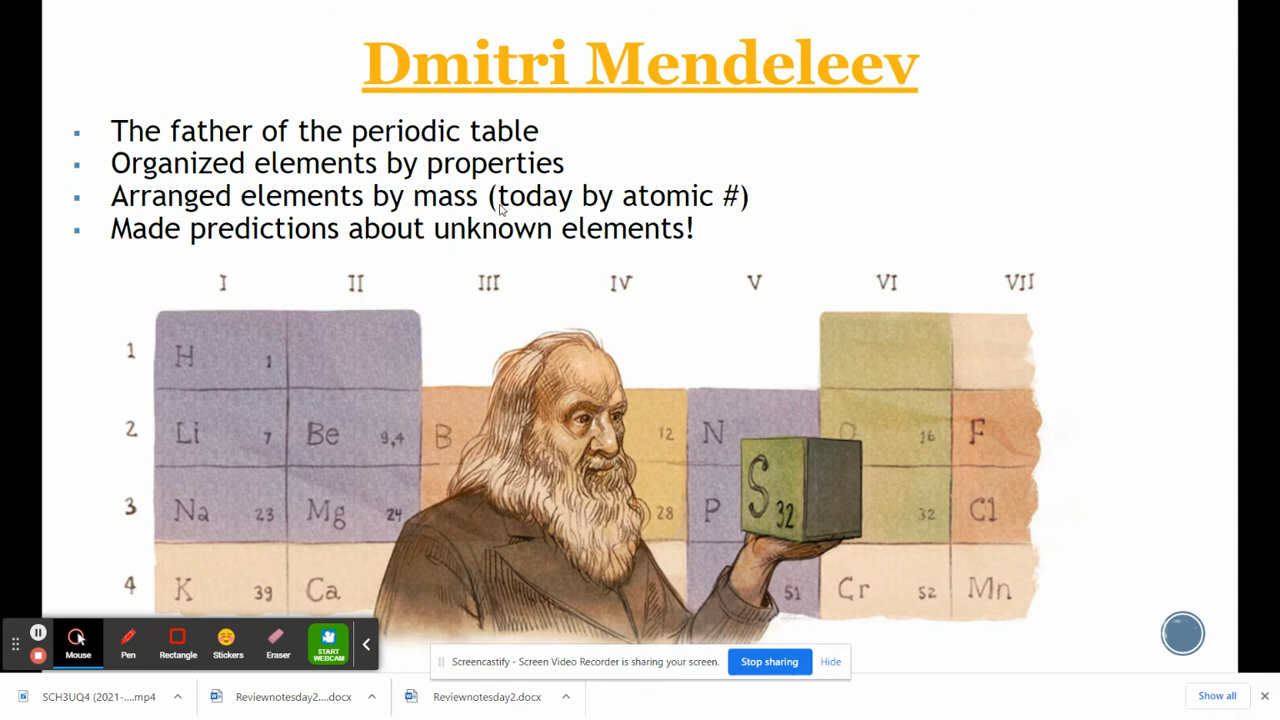 Dmitri Mendeleev
▪ The father of the periodic table
▪ Organized elements by properties
▪ Arranged elements by mass (today by atomic #)
▪ Made predictions about unknown elements!
I II III IV V VI VII
1 H 1
2 Li 7 Be 9,4 B 12 N O 16 F
S 32
3 Na 23 Mg 24 28 P 32 Cl
4 K 39 Ca 51 Cr 52 Mn
Mouse Pen Rectangle Stickers Eraser START WEBCAM
Screencastify - Screen Video Recorder is sharing your screen. Stop sharing Hide
SCH3UQ4 (2021-....mp4 Reviewnotesday2....docx Reviewnotesday2.docx Show all